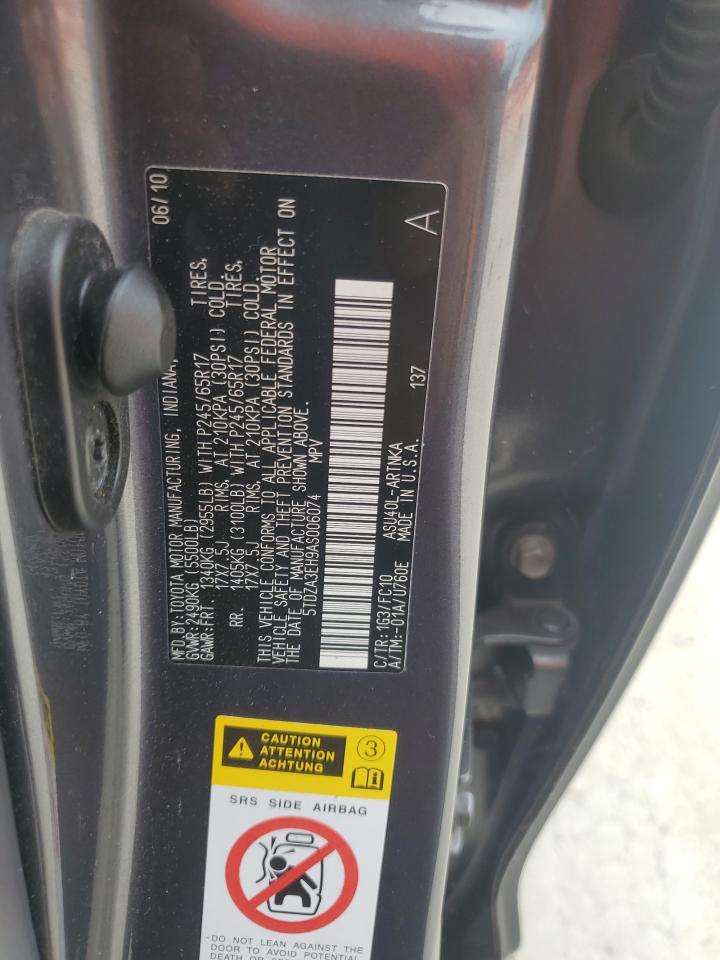 MFD.BY:TOYOTA MOTOR MANUFACTURING, INDIANA, 06/10
GVWR:2490KG (5500LB)
GAWR:FRT. 1340KG (2955LB) WITH P245/65R17 TIRES,
17X7.5J RIMS, AT 210KPA (30PSI) COLD.
RR. 1405KG (3100LB) WITH P245/65R17 TIRES,
17X7.5J RIMS, AT 210KPA (30PSI) COLD.
THIS VEHICLE CONFORMS TO ALL APPLICABLE FEDERAL MOTOR
VEHICLE SAFETY AND THEFT PREVENTION STANDARDS IN EFFECT ON
THE DATE OF MANUFACTURE SHOWN ABOVE.
5TDZA3EH9AS006074 MPV
C/TR:1G3/FC10 ASU40L-ARTNKA 137
A/TM:-01A/U760E MADE IN U.S.A. A
CAUTION
ATTENTION
ACHTUNG
3
SRS SIDE AIRBAG
·DO NOT LEAN AGAINST THE
DOOR TO AVOID POTENTIAL
DEATH OR